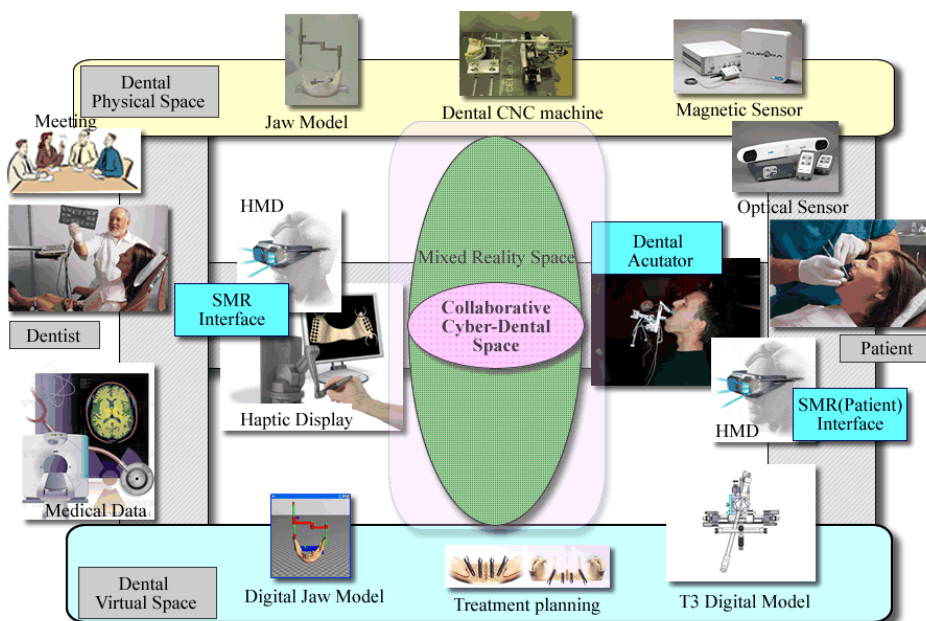 Dental
Physical Space
Jaw Model
Dental CNC machine
AURORA
Magnetic Sensor
Meeting
Optical Sensor
HMD
Mixed Reality Space
Dental
Acutator
SMR
Interface
Collaborative
Cyber-Dental
Space
Dentist
Patient
Haptic Display
HMD
SMR(Patient)
Interface
Medical Data
Dental
Virtual Space
Digital Jaw Model
Treatment planning
T3 Digital Model